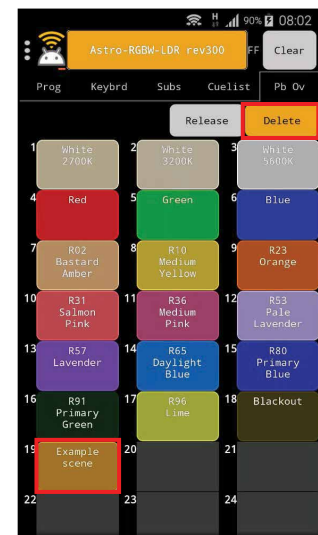 H 90% 08:02
Astro-RGBW-LDR rev300 FF Clear
Prog Keybrd Subs Cuelist Pb Ov
Release Delete
1 White 2700K
2 White 3200K
3 White 5600K
4 Red
5 Green
6 Blue
7 R02 Bastard Amber
8 R10 Medium Yellow
9 R23 Orange
10 R31 Salmon Pink
11 R36 Medium Pink
12 R53 Pale Lavender
13 R57 Lavender
14 R65 Daylight Blue
15 R80 Primary Blue
16 R91 Primary Green
17 R96 Lime
18 Blackout
19 Example scene
20
21
22
23
24